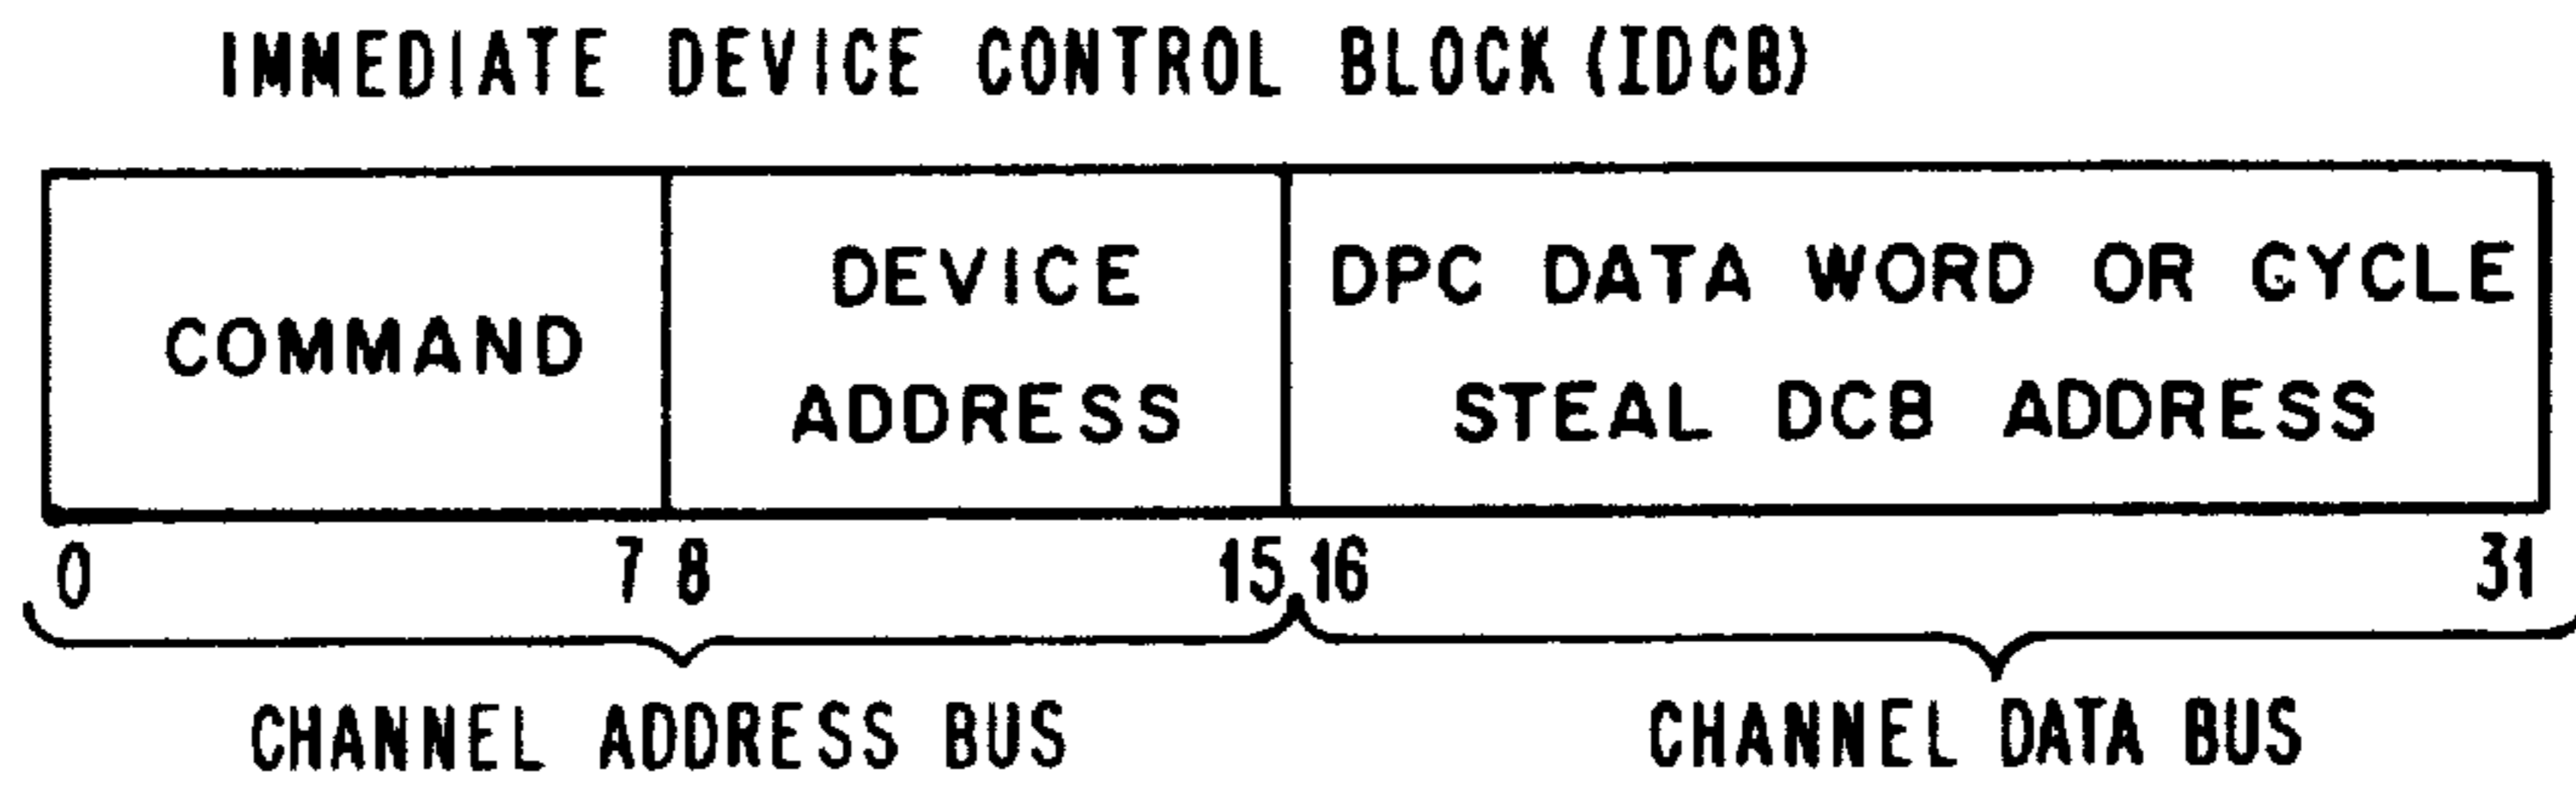 IMMEDIATE DEVICE CONTROL BLOCK (IDCB)
COMMAND
DEVICE
ADDRESS
DPC DATA WORD OR CYCLE
STEAL DCB ADDRESS
0 7 8 15 16 31
CHANNEL ADDRESS BUS CHANNEL DATA BUS